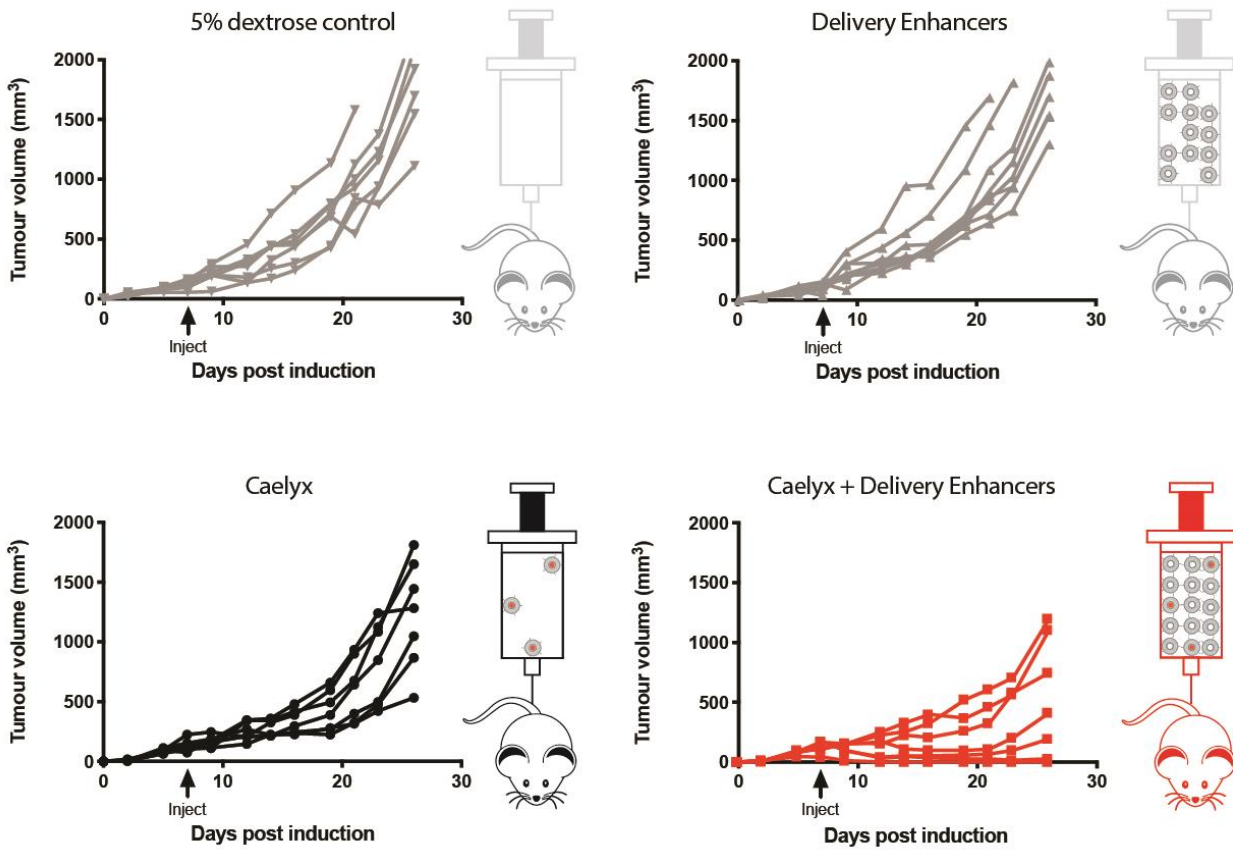 5% dextrose control
Delivery Enhancers
Tumour volume (mm³)
2000
1500
1000
500
0
0
10
20
30
Inject
Days post induction
Tumour volume (mm³)
2000
1500
1000
500
0
0
10
20
30
Inject
Days post induction
Caelyx
Caelyx + Delivery Enhancers
Tumour volume (mm³)
2000
1500
1000
500
0
0
10
20
30
Inject
Days post induction
Tumour volume (mm³)
2000
1500
1000
500
0
0
10
20
30
Inject
Days post induction